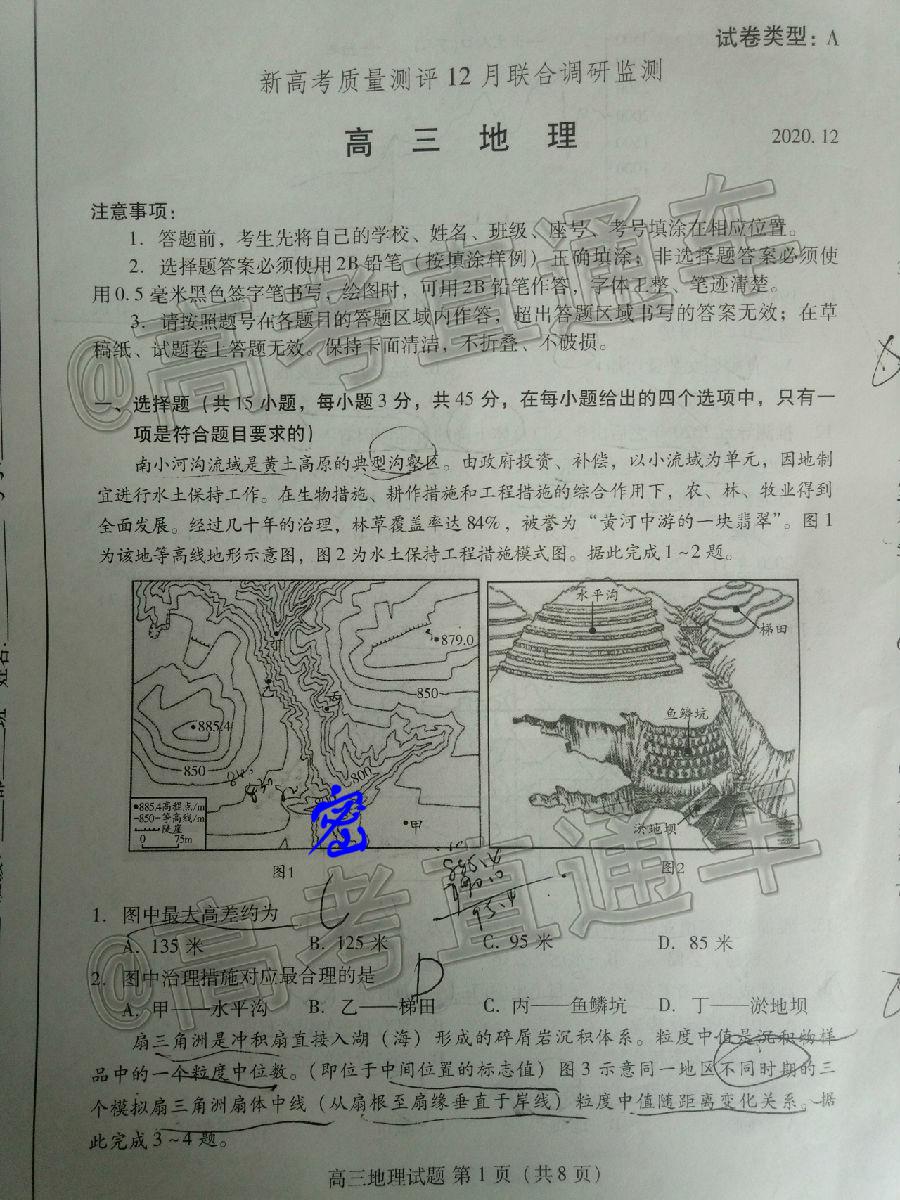 试卷类型：A
新高考质量测评12月联合调研监测
高三地理
2020.12
注意事项：
1. 答题前，考生先将自己的学校、姓名、班级、座号、考号填涂在相应位置。
2. 选择题答案必须使用2B铅笔（按填涂样例）正确填涂；非选择题答案必须使
用0.5毫米黑色签字笔书写，绘图时，可用2B铅笔作答，字体工整、笔迹清楚。
3. 请按照题号在各题目的答题区域内作答，超出答题区域书写的答案无效；在草
稿纸、试题卷上答题无效。保持卡面清洁，不折叠、不破损。
@高考直通车
一、选择题（共15小题，每小题3分，共45分，在每小题给出的四个选项中，只有一
项是符合题目要求的）
南小河沟流域是黄土高原的典型沟壑区。由政府投资、补偿，以小流域为单元，因地制
宜进行水土保持工作。在生物措施、耕作措施和工程措施的综合作用下，农、林、牧业得到
全面发展。经过几十年的治理，林草覆盖率达84%，被誉为“黄河中游的一块翡翠”。图1
为该地等高线地形示意图，图2为水土保持工程措施模式图。据此完成1~2题。
879.0
850
乙
丙
885.4
850
800
甲
密
•885.4高程点/m
-850-等高线/m
陡崖
0 75m
图1
水平沟
梯田
鱼鳞坑
淤地坝
图2
1. 图中最大高差约为
A. 135米 B. 125米 C. 95米 D. 85米
2. 图中治理措施对应最合理的是 D
A. 甲——水平沟 B. 乙——梯田 C. 丙——鱼鳞坑 D. 丁——淤地坝
扇三角洲是冲积扇直接入湖（海）形成的碎屑岩沉积体系。粒度中值是沉积物样
品中的一个粒度中位数。（即位于中间位置的标志值）图3示意同一地区不同时期的三
个模拟扇三角洲扇体中线（从扇根至扇缘垂直于岸线）粒度中值随距离变化关系。据
此完成3~4题。
@高考直通车
高三地理试题 第1页（共8页）
姓名:
班